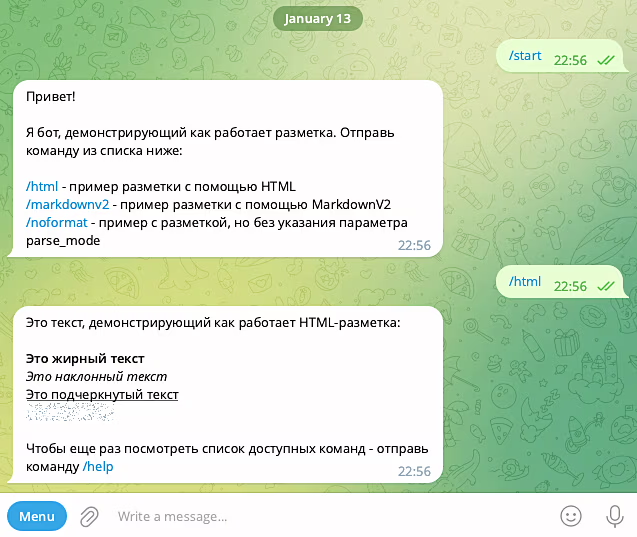 January 13
/start 22:56
Привет!
Я бот, демонстрирующий как работает разметка. Отправь
команду из списка ниже:
/html - пример разметки с помощью HTML
/markdownv2 - пример разметки с помощью MarkdownV2
/noformat - пример с разметкой, но без указания параметра
parse_mode
22:56
/html 22:56
Это текст, демонстрирующий как работает HTML-разметка:
Это жирный текст
Это наклонный текст
Это подчеркнутый текст
Чтобы еще раз посмотреть список доступных команд - отправь
команду /help
22:56
Menu
Write a message...